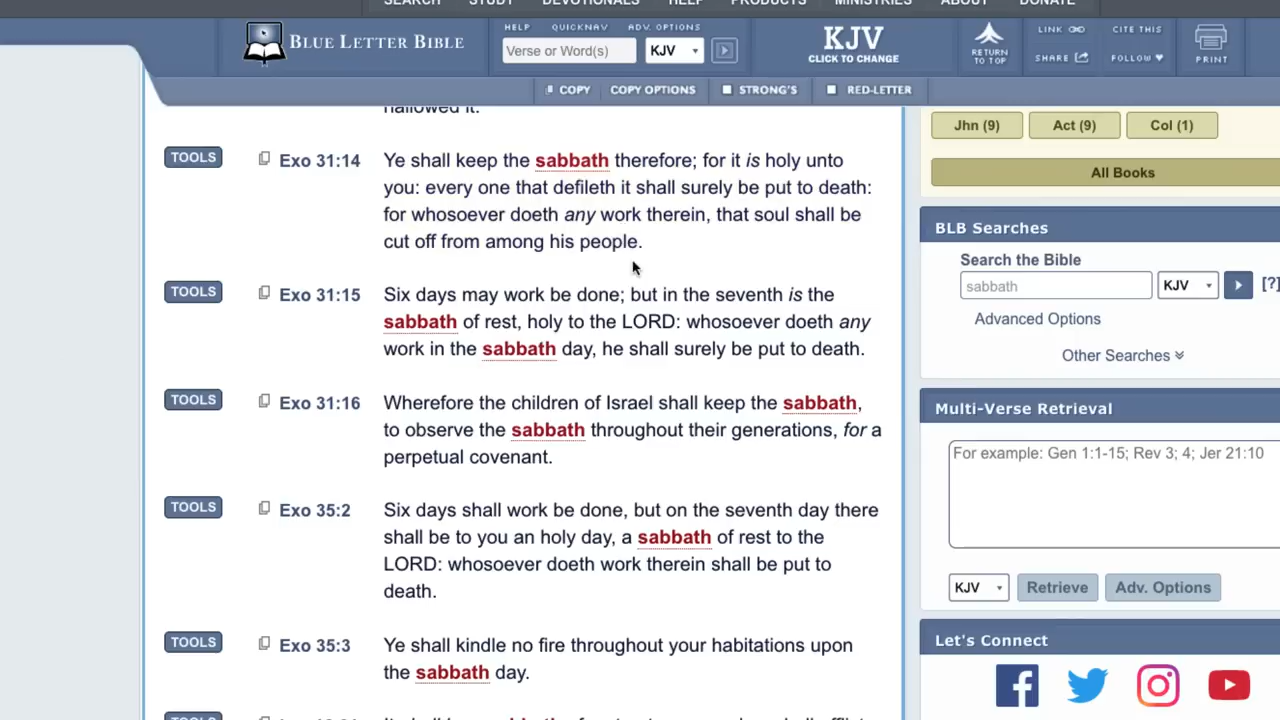 SEARCH STUDY DEVOTIONALS HELP PRODUCTS MINISTRIES ABOUT DONATE
BLUE LETTER BIBLE
HELP QUICKNAV ADV. OPTIONS
Verse or Word(s) KJV
KJV
CLICK TO CHANGE
RETURN
TO TOP
LINK CITE THIS
SHARE FOLLOW
PRINT
COPY COPY OPTIONS STRONG'S RED-LETTER
hallowed it.
TOOLS Exo 31:14 Ye shall keep the sabbath therefore; for it is holy unto
you: every one that defileth it shall surely be put to death:
for whosoever doeth any work therein, that soul shall be
cut off from among his people.
TOOLS Exo 31:15 Six days may work be done; but in the seventh is the
sabbath of rest, holy to the LORD: whosoever doeth any
work in the sabbath day, he shall surely be put to death.
TOOLS Exo 31:16 Wherefore the children of Israel shall keep the sabbath,
to observe the sabbath throughout their generations, for a
perpetual covenant.
TOOLS Exo 35:2 Six days shall work be done, but on the seventh day there
shall be to you an holy day, a sabbath of rest to the
LORD: whosoever doeth work therein shall be put to
death.
TOOLS Exo 35:3 Ye shall kindle no fire throughout your habitations upon
the sabbath day.
Jhn (9) Act (9) Col (1)
All Books
BLB Searches
Search the Bible
sabbath KJV [?]
Advanced Options
Other Searches
Multi-Verse Retrieval
For example: Gen 1:1-15; Rev 3; 4; Jer 21:10
KJV Retrieve Adv. Options
Let's Connect